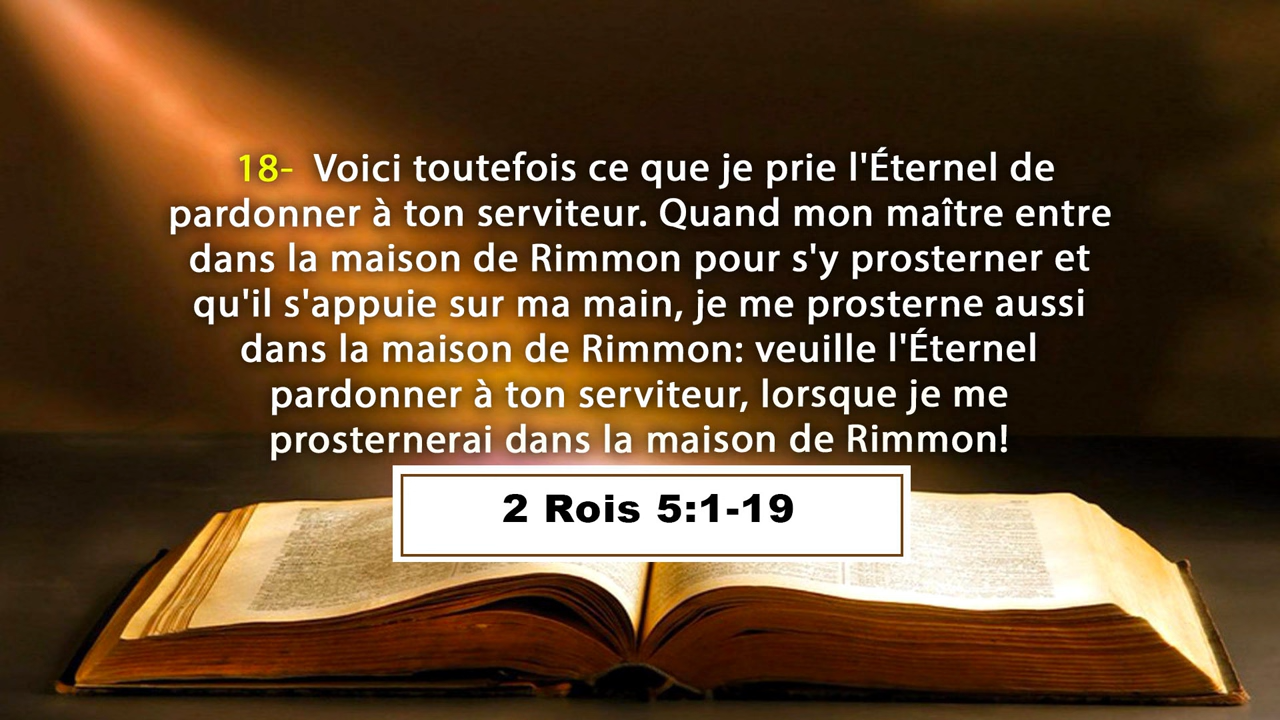 18- Voici toutefois ce que je prie l'Éternel de
pardonner à ton serviteur. Quand mon maître entre
dans la maison de Rimmon pour s'y prosterner et
qu'il s'appuie sur ma main, je me prosterne aussi
dans la maison de Rimmon: veuille l'Éternel
pardonner à ton serviteur, lorsque je me
prosternerai dans la maison de Rimmon!
2 Rois 5:1-19